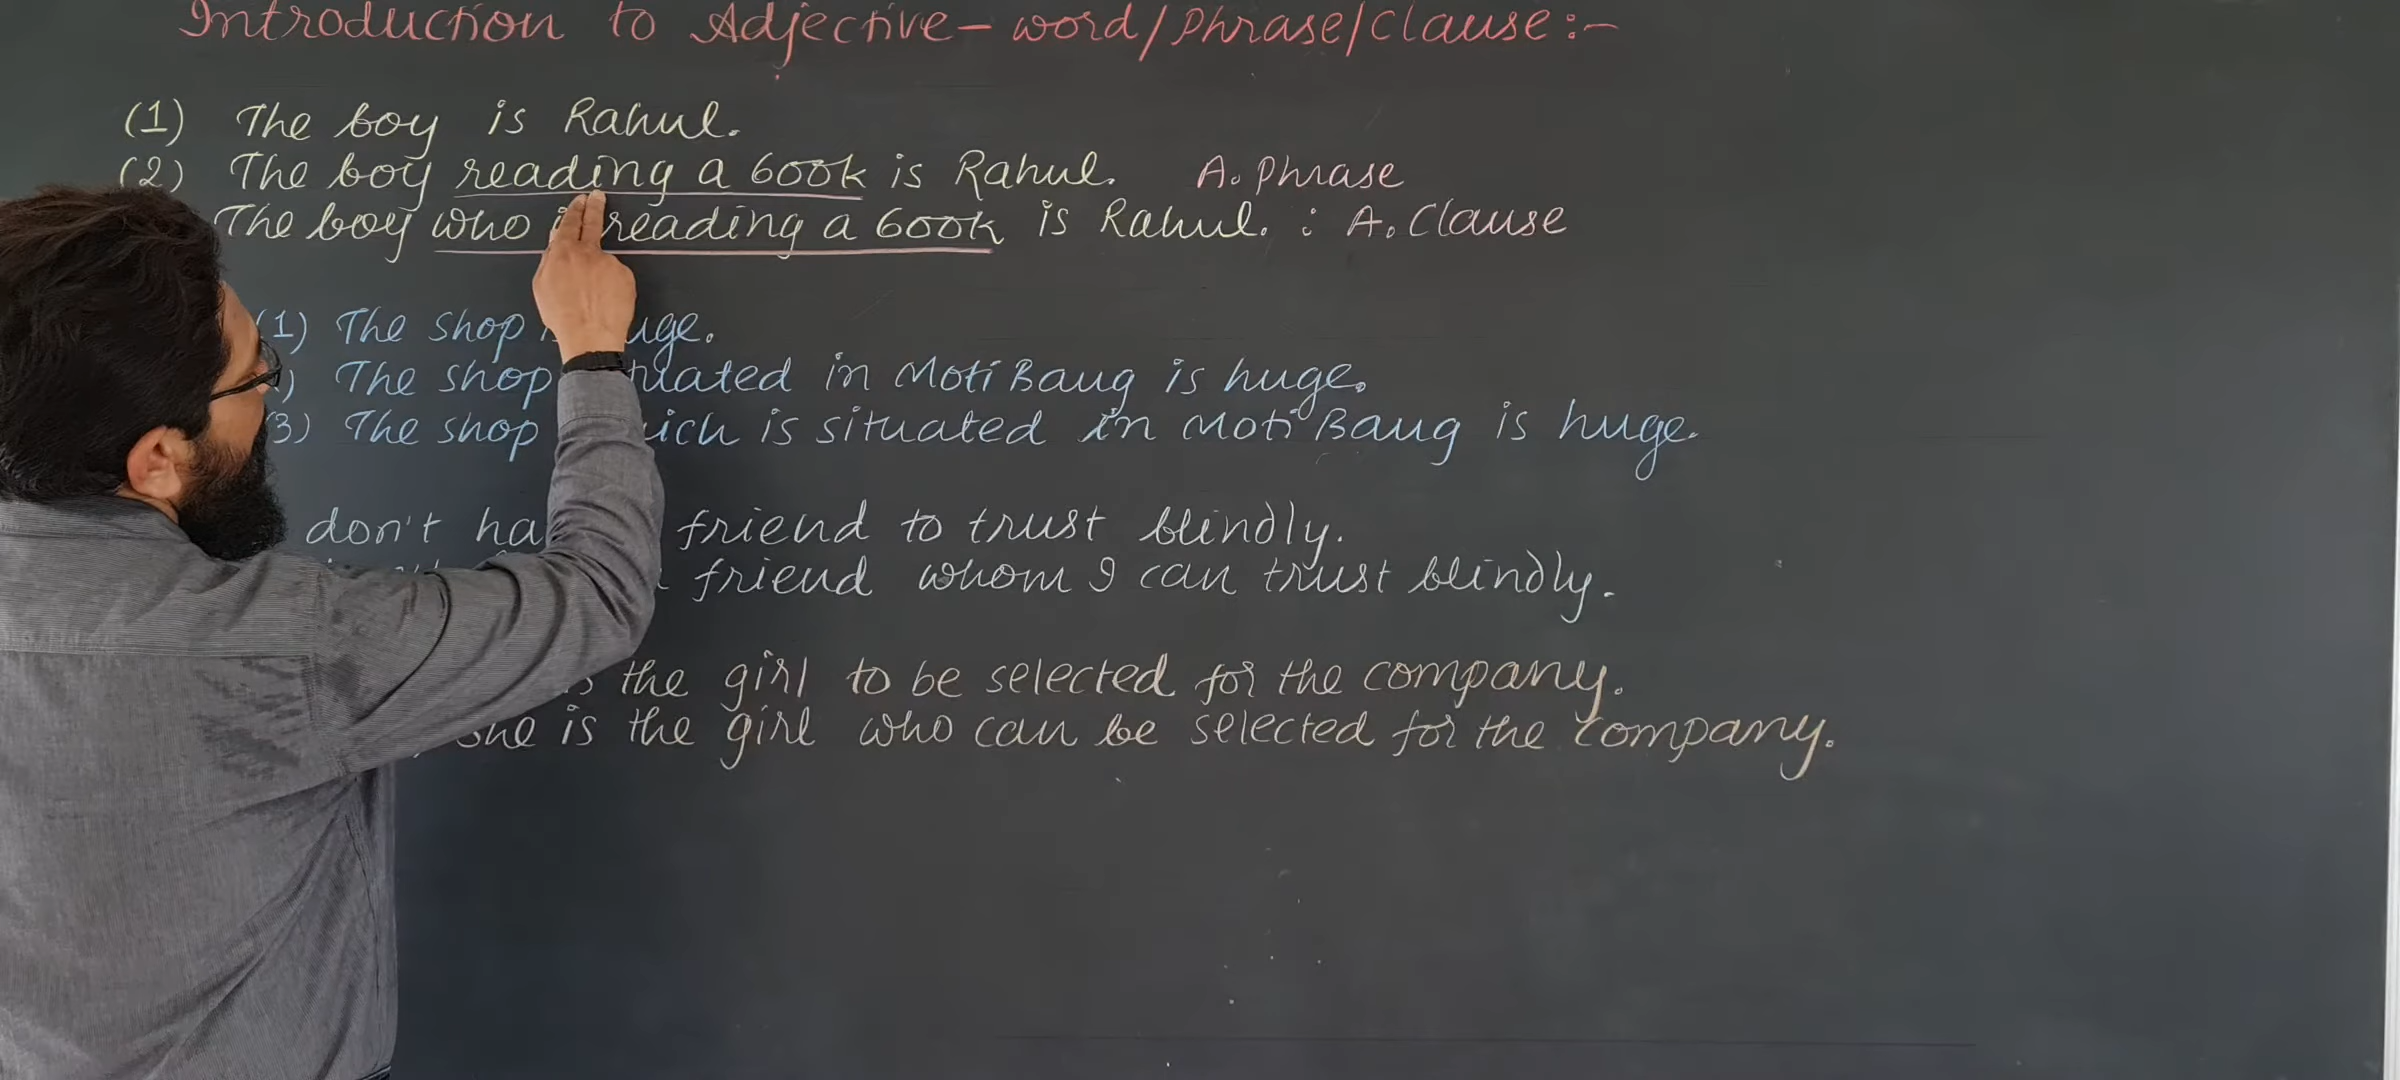 Introduction to Adjective - word/Phrase/Clause :-
(1) The boy is Rahul.
(2) The boy reading a book is Rahul. A. Phrase
The boy who reading a book is Rahul. : A. Clause
(1) The shop
) The shop in Moti Baug is huge.
(3) The shop is situated in Moti Baug is huge.
don't friend to trust blindly.
friend whom I can trust blindly.
the girl to be selected for the company.
she is the girl who can be selected for the company.